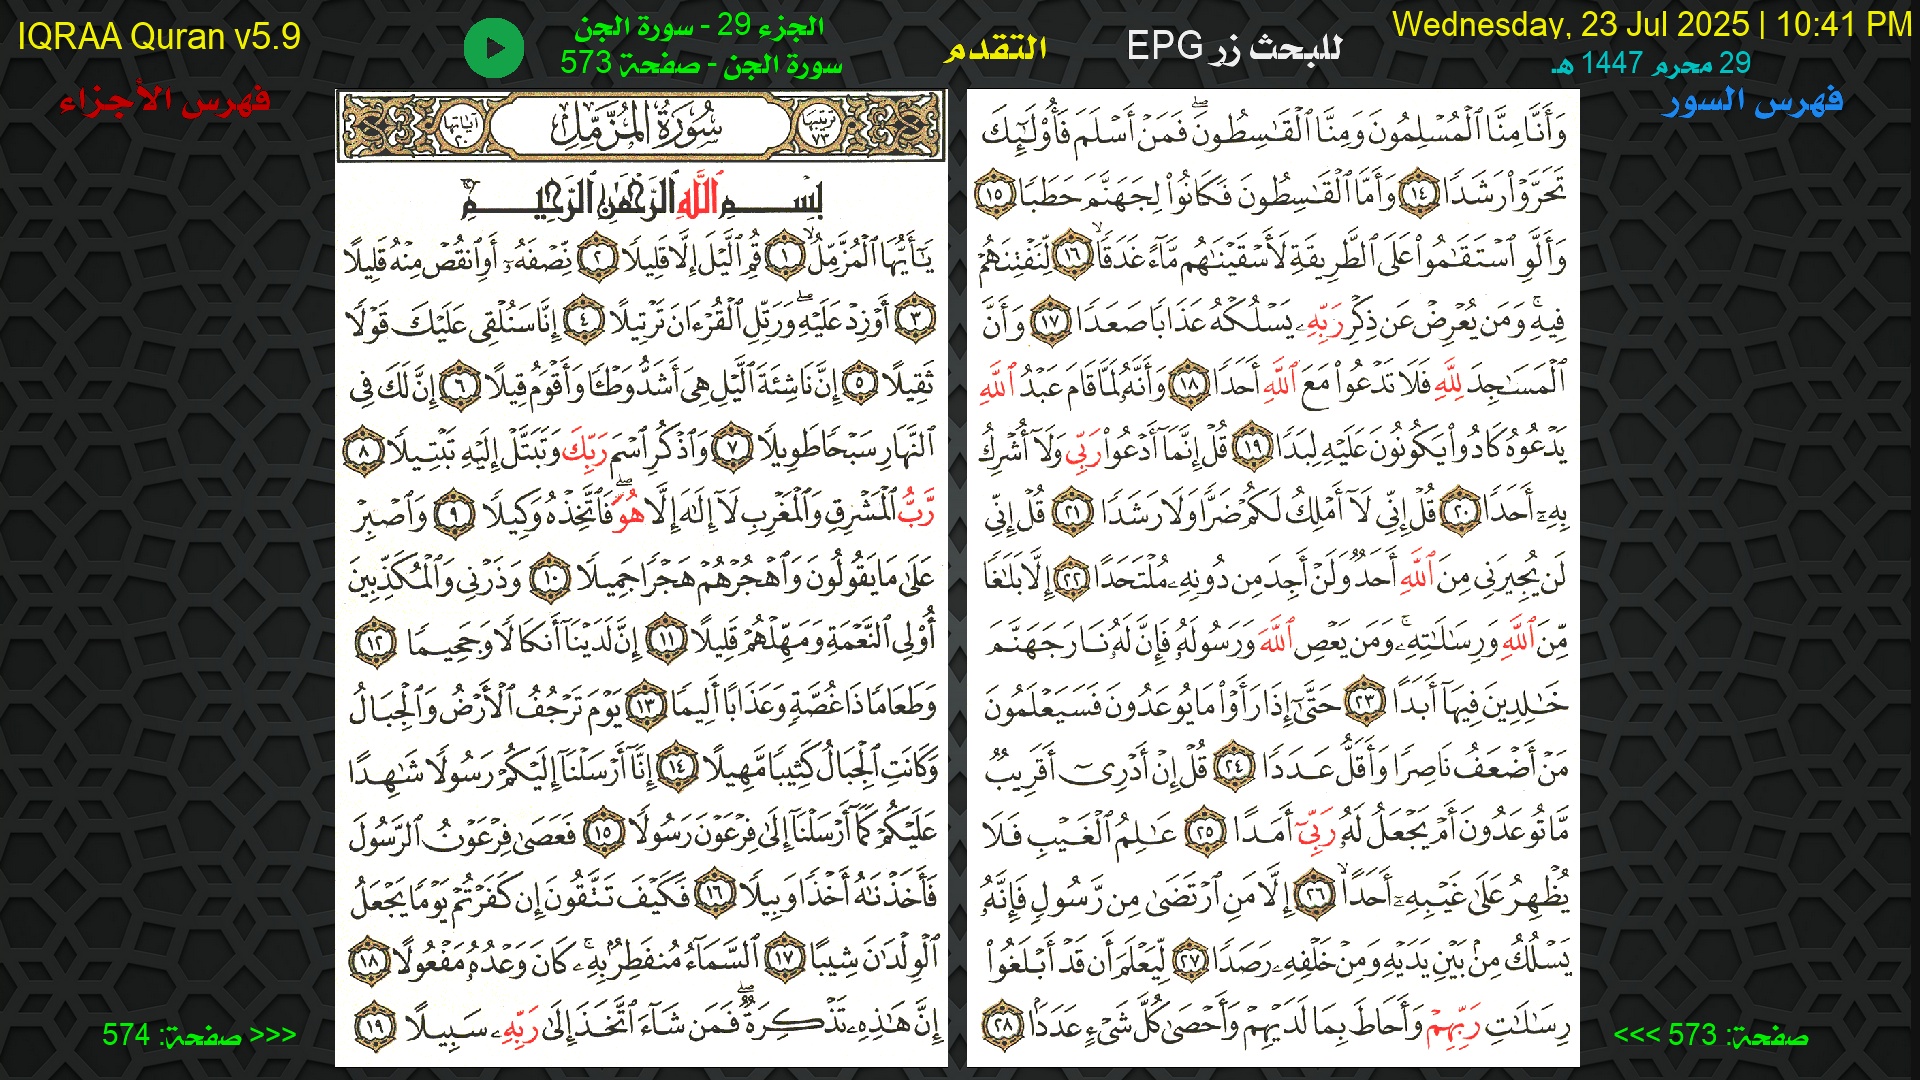 IQRAA Quran v5.9
الجزء 29 - سورة الجن
سورة الجن - صفحة 573
التقدم
للبحث زر EPG
Wednesday, 23 Jul 2025 | 10:41 PM
29 محرم 1447 هـ
فهرس السور
فهرس الأجزاء
وَأَنَّا مِنَّا ٱلْمُسْلِمُونَ وَمِنَّا ٱلْقَٰسِطُونَ ۖ فَمَنْ أَسْلَمَ فَأُو۟لَٰٓئِكَ
تَحَرَّوْا۟ رَشَدًا ١٤ وَأَمَّا ٱلْقَٰسِطُونَ فَكَانُوا۟ لِجَهَنَّمَ حَطَبًا ١٥
وَأَلَّوِ ٱسْتَقَٰمُوا۟ عَلَى ٱلطَّرِيقَةِ لَأَسْقَيْنَٰهُم مَّآءً غَدَقًا ١٦ لِّنَفْتِنَهُمْ
فِيهِ ۚ وَمَن يُعْرِضْ عَن ذِكْرِ رَبِّهِۦ يَسْلُكْهُ عَذَابًا صَعَدًا ١٧ وَأَنَّ
ٱلْمَسَٰجِدَ لِلَّهِ فَلَا تَدْعُوا۟ مَعَ ٱللَّهِ أَحَدًا ١٨ وَأَنَّهُۥ لَمَّا قَامَ عَبْدُ ٱللَّهِ
يَدْعُوهُ كَادُوا۟ يَكُونُونَ عَلَيْهِ لِبَدًا ١٩ قُلْ إِنَّمَآ أَدْعُوا۟ رَبِّى وَلَآ أُشْرِكُ
بِهِۦٓ أَحَدًا ٢٠ قُلْ إِنِّى لَآ أَمْلِكُ لَكُمْ ضَرًّا وَلَا رَشَدًا ٢١ قُلْ إِنِّى
لَن يُجِيرَنِى مِنَ ٱللَّهِ أَحَدٌ وَلَنْ أَجِدَ مِن دُونِهِۦ مُلْتَحَدًا ٢٢ إِلَّا بَلَٰغًا
مِّنَ ٱللَّهِ وَرِسَٰلَٰتِهِۦ ۚ وَمَن يَعْصِ ٱللَّهَ وَرَسُولَهُۥ فَإِنَّ لَهُۥ نَارَ جَهَنَّمَ
خَٰلِدِينَ فِيهَآ أَبَدًا ٢٣ حَتَّىٰٓ إِذَا رَأَوْا۟ مَا يُوعَدُونَ فَسَيَعْلَمُونَ
مَنْ أَضْعَفُ نَاصِرًا وَأَقَلُّ عَدَدًا ٢٤ قُلْ إِنْ أَدْرِىٓ أَقَرِيبٌ
مَّا تُوعَدُونَ أَمْ يَجْعَلُ لَهُۥ رَبِّىٓ أَمَدًا ٢٥ عَٰلِمُ ٱلْغَيْبِ فَلَا
يُظْهِرُ عَلَىٰ غَيْبِهِۦٓ أَحَدًا ٢٦ إِلَّا مَنِ ٱرْتَضَىٰ مِن رَّسُولٍ فَإِنَّهُۥ
يَسْلُكُ مِنۢ بَيْنِ يَدَيْهِ وَمِنْ خَلْفِهِۦ رَصَدًا ٢٧ لِّيَعْلَمَ أَن قَدْ أَبْلَغُوا۟
رِسَٰلَٰتِ رَبِّهِمْ وَأَحَاطَ بِمَا لَدَيْهِمْ وَأَحْصَىٰ كُلَّ شَىْءٍ عَدَدًۢا ٢٨
ترتيبها ٧٣ سُورَةُ المُزَّمِّلِ آياتها ٢٠
بِسْمِ ٱللَّهِ ٱلرَّحْمَٰنِ ٱلرَّحِيمِ
يَٰٓأَيُّهَا ٱلْمُزَّمِّلُ ١ قُمِ ٱلَّيْلَ إِلَّا قَلِيلًا ٢ نِّصْفَهُۥٓ أَوِ ٱنقُصْ مِنْهُ قَلِيلًا
٣ أَوْ زِدْ عَلَيْهِ ۖ وَرَتِّلِ ٱلْقُرْءَانَ تَرْتِيلًا ٤ إِنَّا سَنُلْقِى عَلَيْكَ قَوْلًا
ثَقِيلًا ٥ إِنَّ نَاشِئَةَ ٱلَّيْلِ هِىَ أَشَدُّ وَطْـًٔا وَأَقْوَمُ قِيلًا ٦ إِنَّ لَكَ فِى
ٱلنَّهَارِ سَبْحًا طَوِيلًا ٧ وَٱذْكُرِ ٱسْمَ رَبِّكَ وَتَبَتَّلْ إِلَيْهِ تَبْتِيلًا ٨
رَّبُّ ٱلْمَشْرِقِ وَٱلْمَغْرِبِ لَآ إِلَٰهَ إِلَّا هُوَ فَٱتَّخِذْهُ وَكِيلًا ٩ وَٱصْبِرْ
عَلَىٰ مَا يَقُولُونَ وَٱهْجُرْهُمْ هَجْرًا جَمِيلًا ١٠ وَذَرْنِى وَٱلْمُكَذِّبِينَ
أُو۟لِى ٱلنَّعْمَةِ وَمَهِّلْهُمْ قَلِيلًا ١١ إِنَّ لَدَيْنَآ أَنكَالًا وَجَحِيمًا ١٢
وَطَعَامًا ذَا غُصَّةٍ وَعَذَابًا أَلِيمًا ١٣ يَوْمَ تَرْجُفُ ٱلْأَرْضُ وَٱلْجِبَالُ
وَكَانَتِ ٱلْجِبَالُ كَثِيبًا مَّهِيلًا ١٤ إِنَّآ أَرْسَلْنَآ إِلَيْكُمْ رَسُولًا شَٰهِدًا
عَلَيْكُمْ كَمَآ أَرْسَلْنَآ إِلَىٰ فِرْعَوْنَ رَسُولًا ١٥ فَعَصَىٰ فِرْعَوْنُ ٱلرَّسُولَ
فَأَخَذْنَٰهُ أَخْذًا وَبِيلًا ١٦ فَكَيْفَ تَتَّقُونَ إِن كَفَرْتُمْ يَوْمًا يَجْعَلُ
ٱلْوِلْدَٰنَ شِيبًا ١٧ ٱلسَّمَآءُ مُنفَطِرٌۢ بِهِۦ ۚ كَانَ وَعْدُهُۥ مَفْعُولًا ١٨
إِنَّ هَٰذِهِۦ تَذْكِرَةٌ ۖ فَمَن شَآءَ ٱتَّخَذَ إِلَىٰ رَبِّهِۦ سَبِيلًا ١٩
صفحة: 573 >>>
<<< صفحة: 574